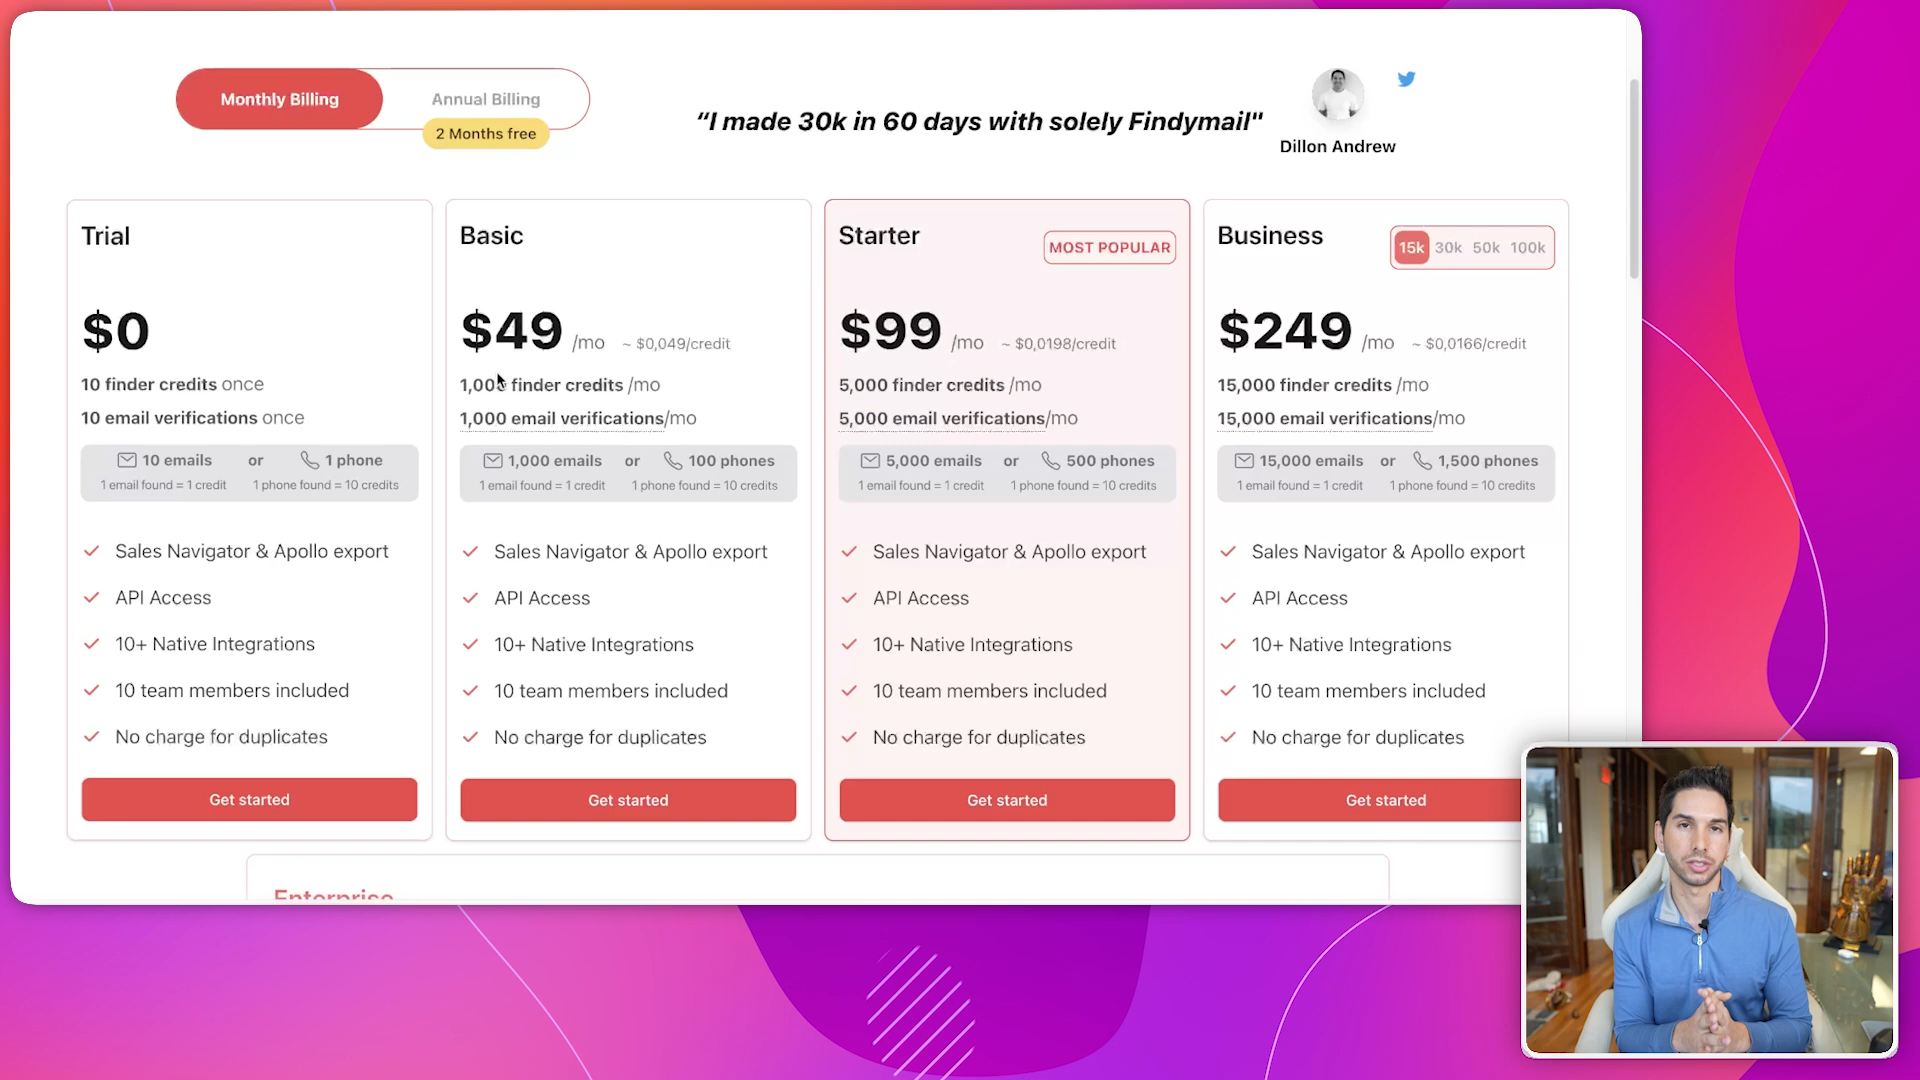 Monthly Billing
Annual Billing
2 Months free
“I made 30k in 60 days with solely Findymail"
Dillon Andrew
Trial
$0
10 finder credits once
10 email verifications once
10 emails or 1 phone
1 email found = 1 credit 1 phone found = 10 credits
Sales Navigator & Apollo export
API Access
10+ Native Integrations
10 team members included
No charge for duplicates
Get started
Basic
$49 /mo ~ $0,049/credit
1,000 finder credits /mo
1,000 email verifications/mo
1,000 emails or 100 phones
1 email found = 1 credit 1 phone found = 10 credits
Sales Navigator & Apollo export
API Access
10+ Native Integrations
10 team members included
No charge for duplicates
Get started
Starter
MOST POPULAR
$99 /mo ~ $0,0198/credit
5,000 finder credits /mo
5,000 email verifications/mo
5,000 emails or 500 phones
1 email found = 1 credit 1 phone found = 10 credits
Sales Navigator & Apollo export
API Access
10+ Native Integrations
10 team members included
No charge for duplicates
Get started
Business
15k 30k 50k 100k
$249 /mo ~ $0,0166/credit
15,000 finder credits /mo
15,000 email verifications/mo
15,000 emails or 1,500 phones
1 email found = 1 credit 1 phone found = 10 credits
Sales Navigator & Apollo export
API Access
10+ Native Integrations
10 team members included
No charge for duplicates
Get started
Enterprise